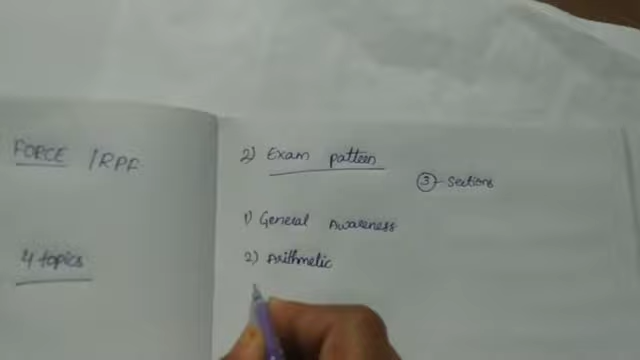 FORCE /RPF
4 topics
2) Exam pattern
③ - Sections
1) General Awareness
2) Arithmetic